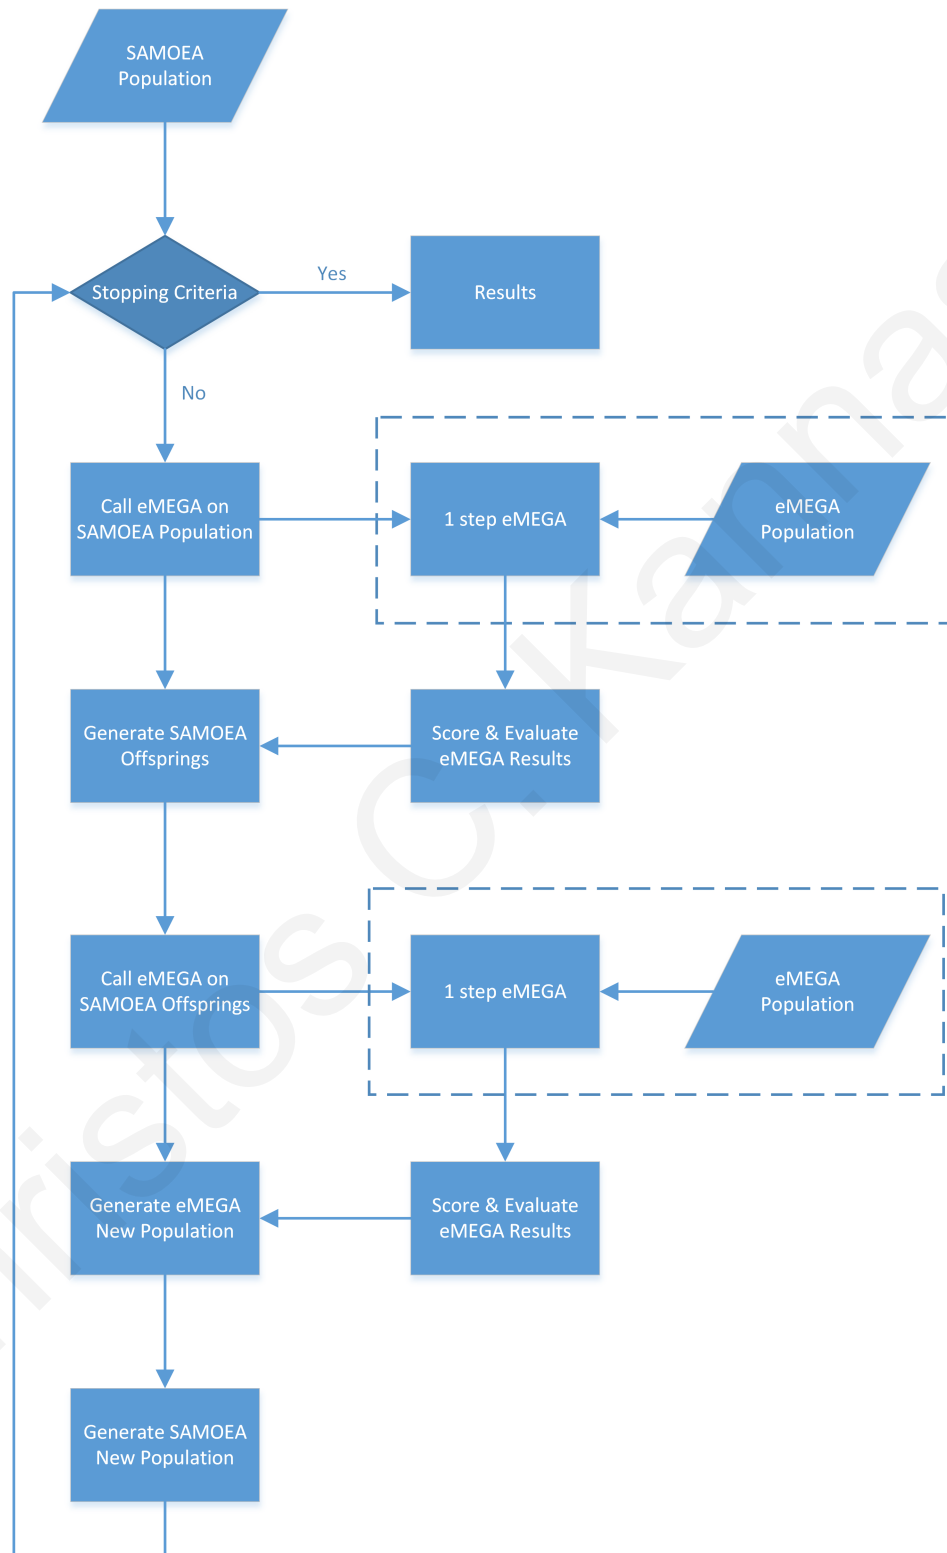 SAMOEA
Population
Stopping Criteria
Yes
Results
No
Call eMEGA on
SAMOEA Population
1 step eMEGA
eMEGA
Population
Generate SAMOEA
Offsprings
Score & Evaluate
eMEGA Results
Call eMEGA on
SAMOEA Offsprings
1 step eMEGA
eMEGA
Population
Generate eMEGA
New Population
Score & Evaluate
eMEGA Results
Generate SAMOEA
New Population